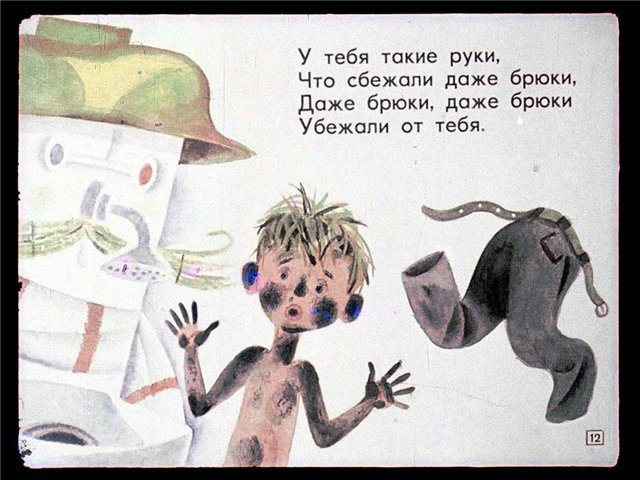 У тебя такие руки,
Что сбежали даже брюки,
Даже брюки, даже брюки
Убежали от тебя.
12